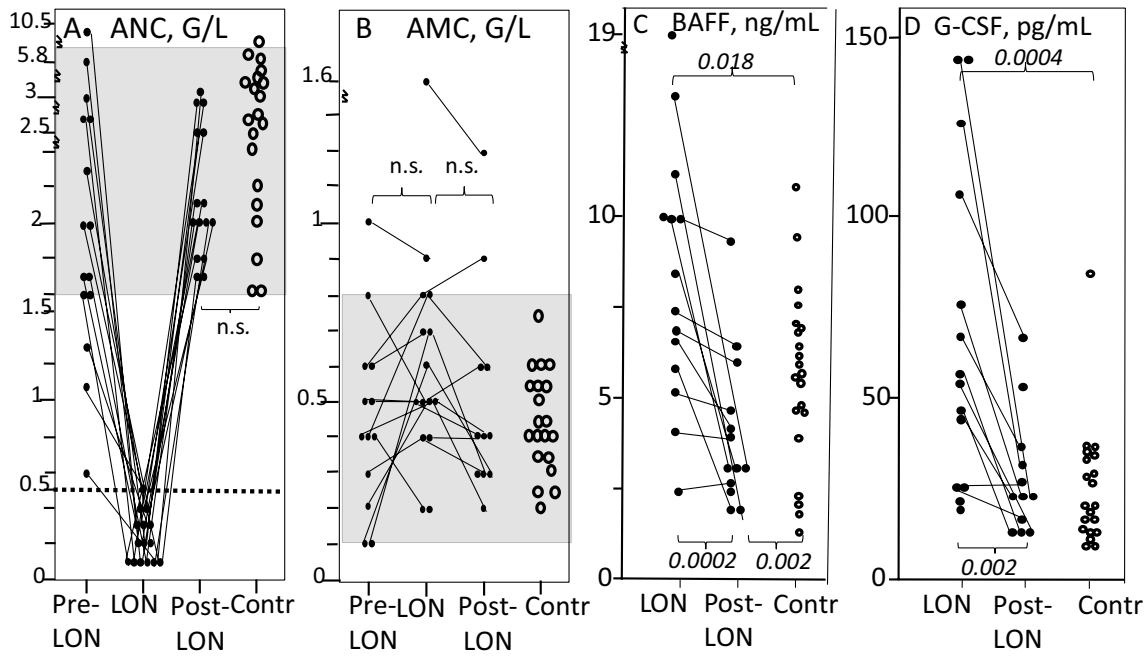 A ANC, G/L
10.5
5.8
3
2.5
2
1.5
1
0.5
0
n.s.
Pre-
LON
LON
Post-
LON
Contr
B AMC, G/L
1.6
1
0.5
0
n.s.
n.s.
Pre-
LON
LON
Post-
LON
Contr
C BAFF, ng/mL
19
10
5
0
0.018
0.0002
0.002
LON
Post-
LON
Contr
D G-CSF, pg/mL
150
100
50
0
0.0004
0.002
LON
Post-
LON
Contr